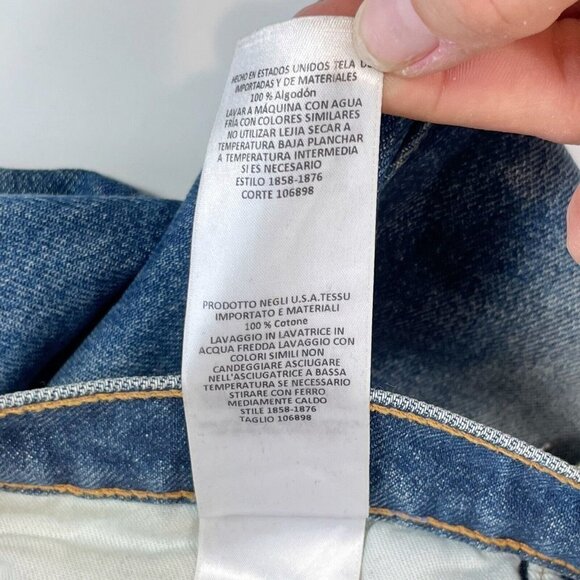 HECHO EN ESTADOS UNIDOS TELA
IMPORTADAS Y DE MATERIALES
100 % Algodón
LAVAR A MÁQUINA CON AGUA
FRÍA CON COLORES SIMILARES
NO UTILIZAR LEJIA SECAR A
TEMPERATURA BAJA PLANCHAR
A TEMPERATURA INTERMEDIA
SI ES NECESARIO
ESTILO 1858-1876
CORTE 106898
PRODOTTO NEGLI U.S.A.TESSU
IMPORTATO E MATERIALI
100 % Cotone
LAVAGGIO IN LAVATRICE IN
ACQUA FREDDA LAVAGGIO CON
COLORI SIMILI NON
CANDEGGIARE ASCIUGARE
NELL'ASCIUGATRICE A BASSA
TEMPERATURA SE NECESSARIO
STIRARE CON FERRO
MEDIAMENTE CALDO
STILE 1858-1876
TAGLIO 106898